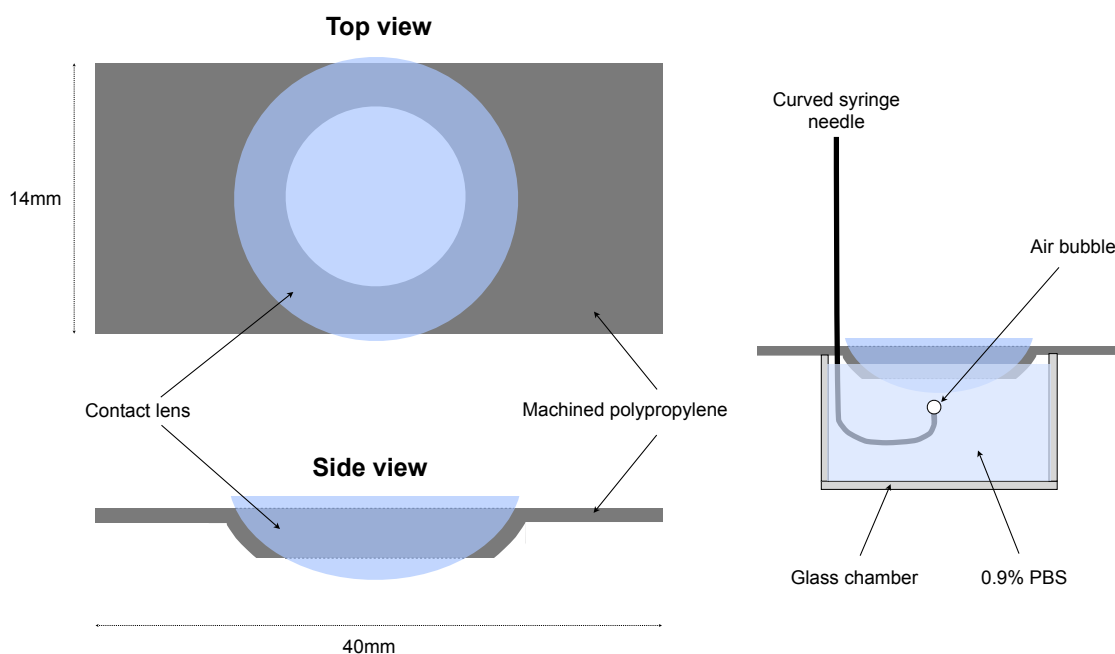 Top view
14mm
Contact lens
Machined polypropylene
Side view
40mm
Curved syringe
needle
Air bubble
Glass chamber
0.9% PBS